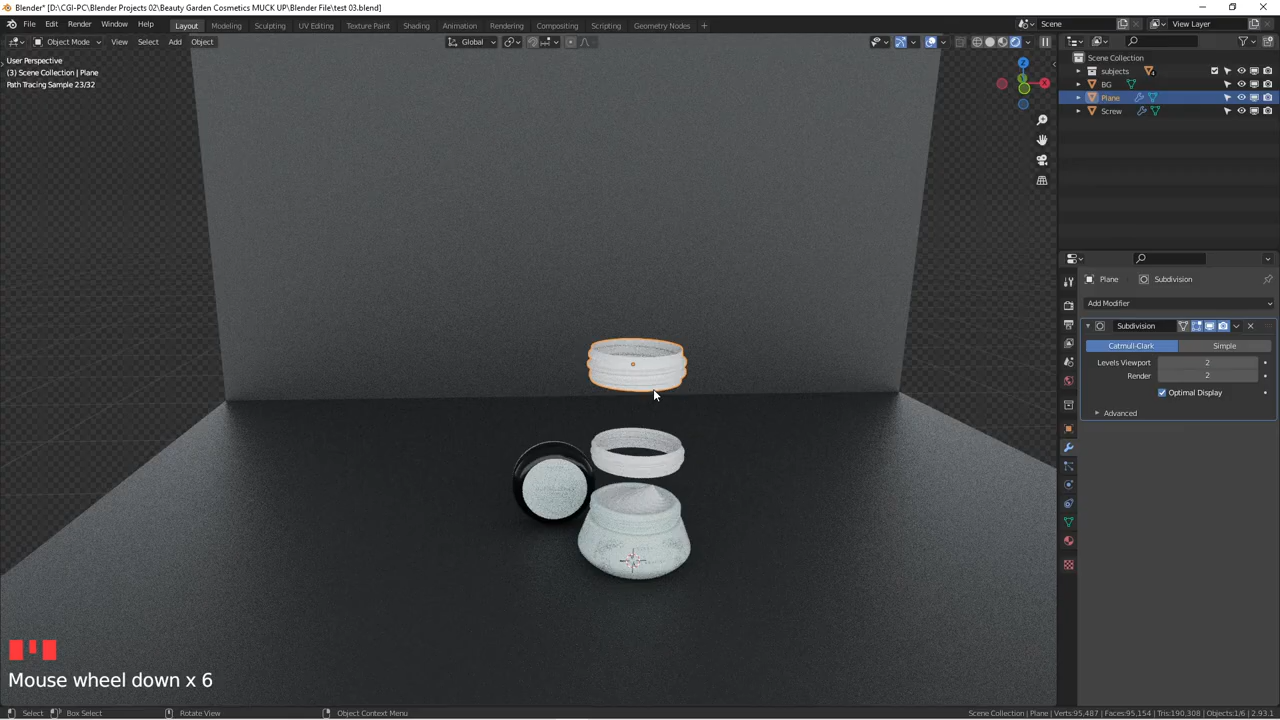 Blender* [D:\CGI-PC\Blender Projects 02\Beauty Garden Cosmetics MUCK UP\Blender File\test 03.blend]
File Edit Render Window Help Layout Modeling Sculpting UV Editing Texture Paint Shading Animation Rendering Compositing Scripting Geometry Nodes + Scene View Layer
Object Mode View Select Add Object Global
User Perspective
(3) Scene Collection | Plane
Path Tracing Sample 23/32
Z
X
Scene Collection
subjects 4
BG
Plane
Screw
Plane Subdivision
Add Modifier
Subdivision
Catmull-Clark Simple
Levels Viewport 2
Render 2
Optimal Display
Advanced
Mouse wheel down x 6
Select Box Select Rotate View Object Context Menu Scene Collection | Plane | Verts:95,487 | Faces:95,154 | Tris:190,308 | Objects:1/6 | 2.93.1